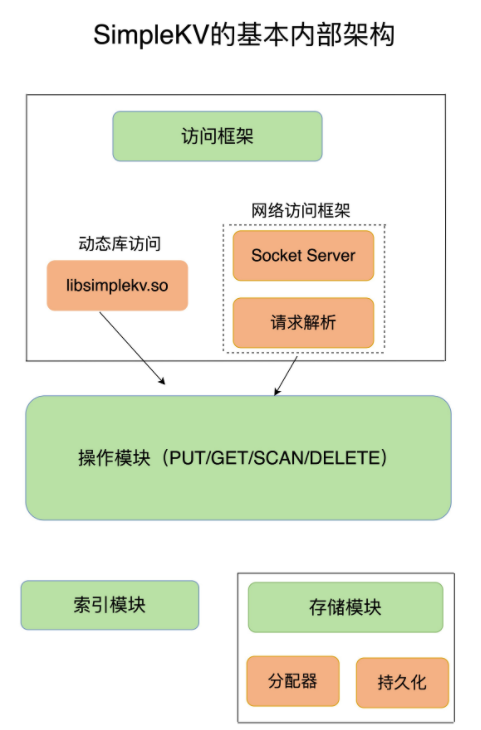 SimpleKV的基本内部架构
访问框架
网络访问框架
动态库访问
Socket Server
libsimplekv.so
请求解析
操作模块（PUT/GET/SCAN/DELETE）
索引模块
存储模块
分配器
持久化